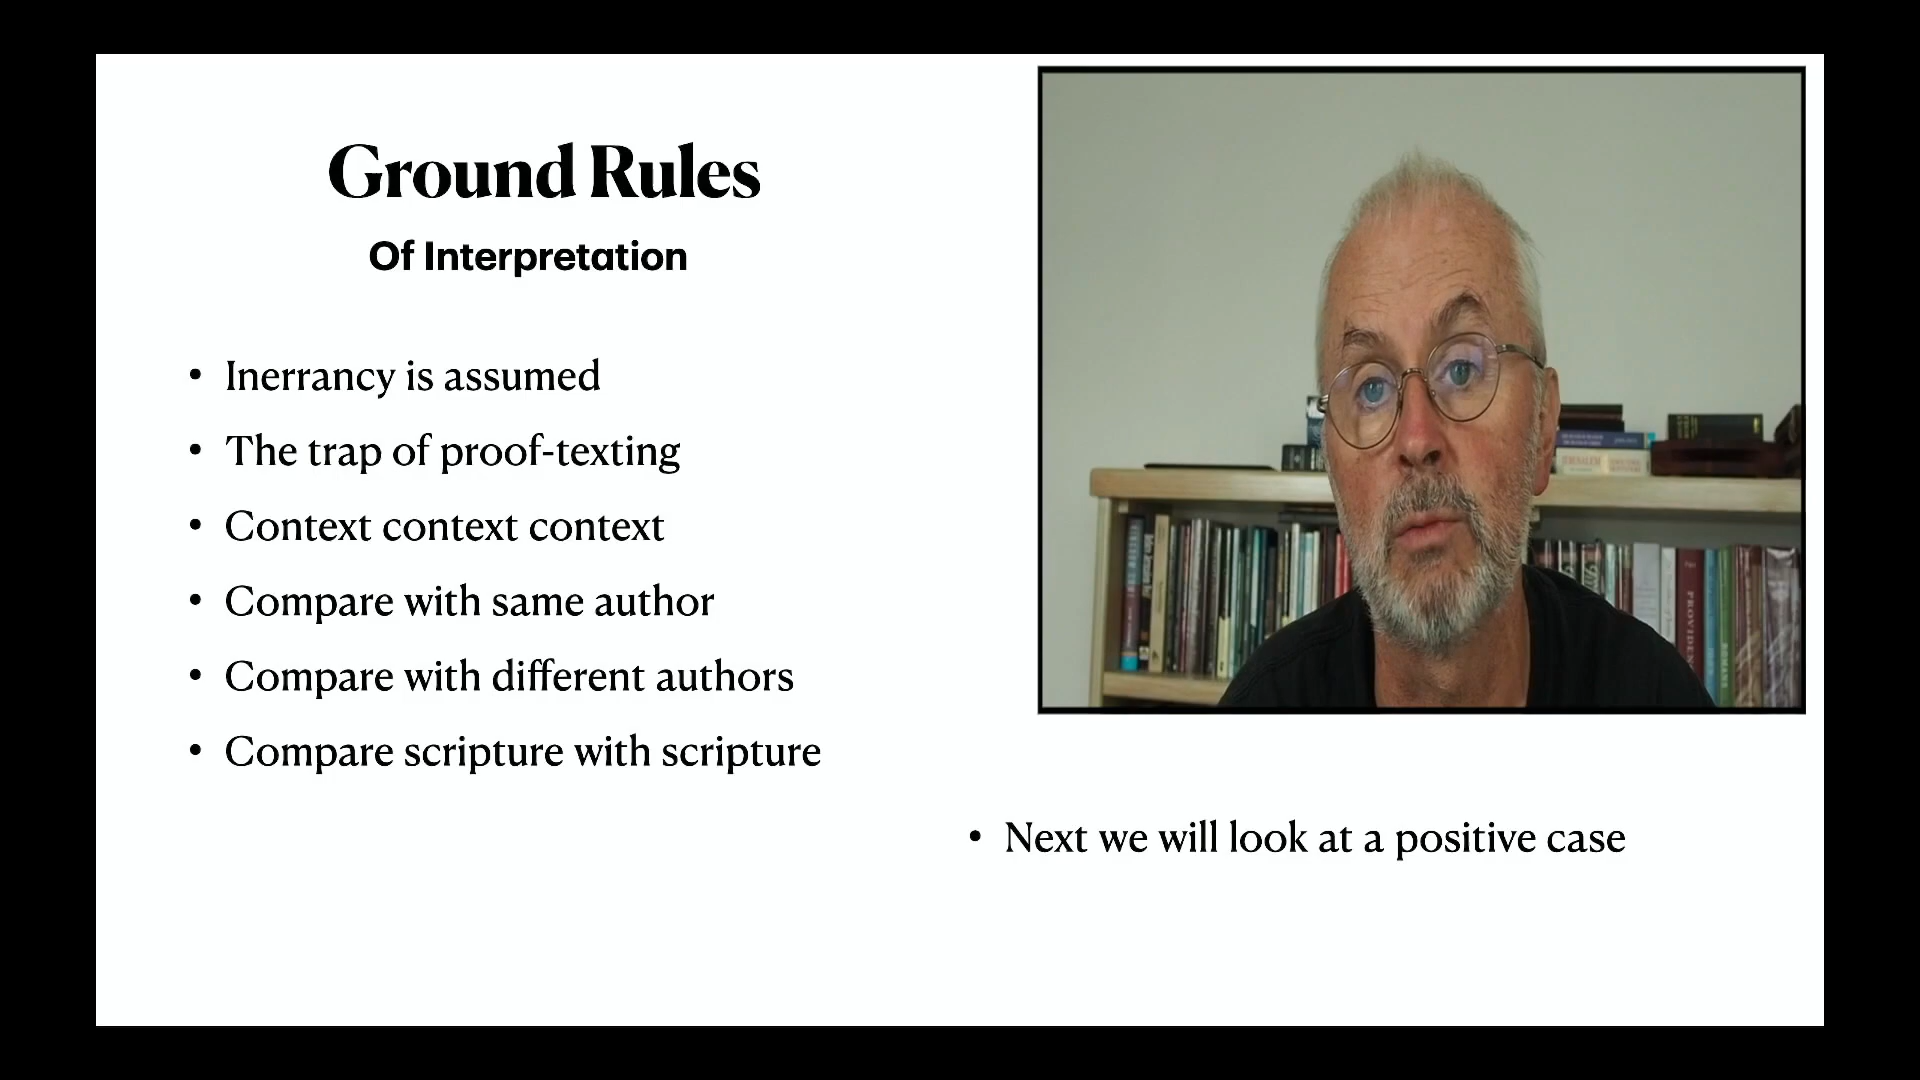 Ground Rules
Of Interpretation
• Inerrancy is assumed
• The trap of proof-texting
• Context context context
• Compare with same author
• Compare with different authors
• Compare scripture with scripture
• Next we will look at a positive case